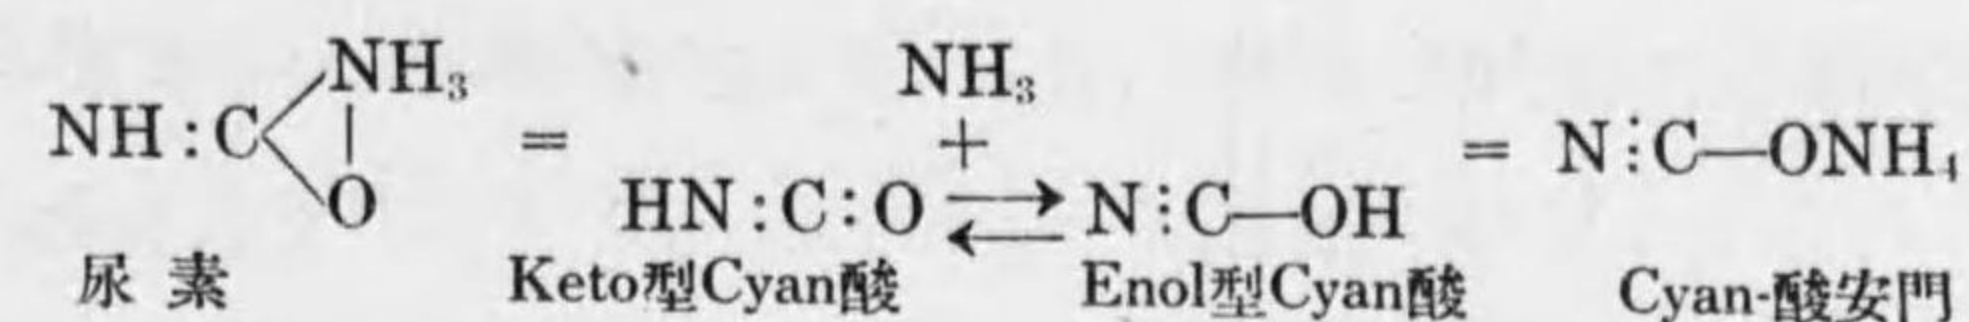 NH₃ NH₃
NH:C = + = N⋮C—ONH₄
O HN:C:O ⇄ N⋮C—OH
尿素 Keto型Cyan酸 Enol型Cyan酸 Cyan-酸安門